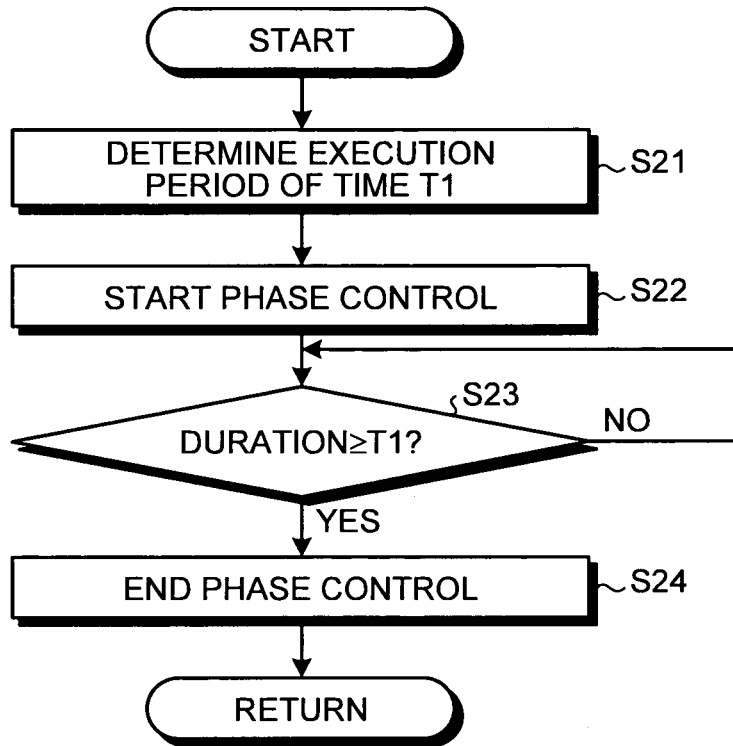 START
DETERMINE EXECUTION
PERIOD OF TIME T1
S21
START PHASE CONTROL
S22
S23
DURATION≥T1?
NO
YES
END PHASE CONTROL
S24
RETURN